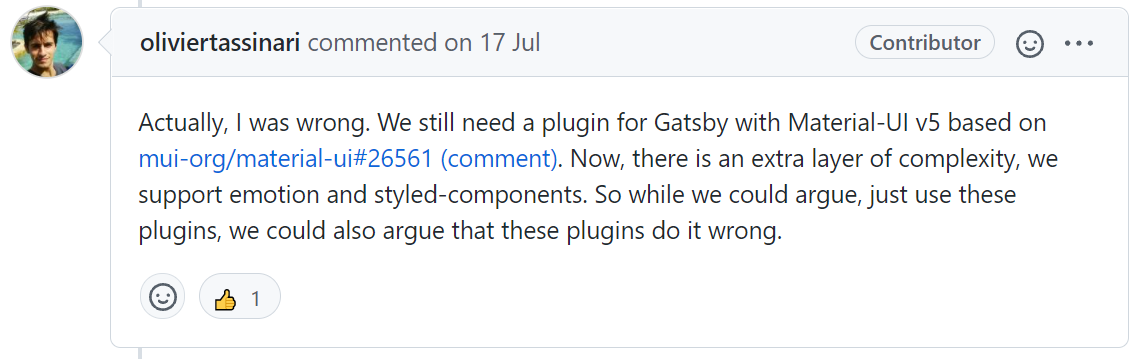 oliviertassinari commented on 17 Jul Contributor
Actually, I was wrong. We still need a plugin for Gatsby with Material-UI v5 based on
mui-org/material-ui#26561 (comment). Now, there is an extra layer of complexity, we
support emotion and styled-components. So while we could argue, just use these
plugins, we could also argue that these plugins do it wrong.
1